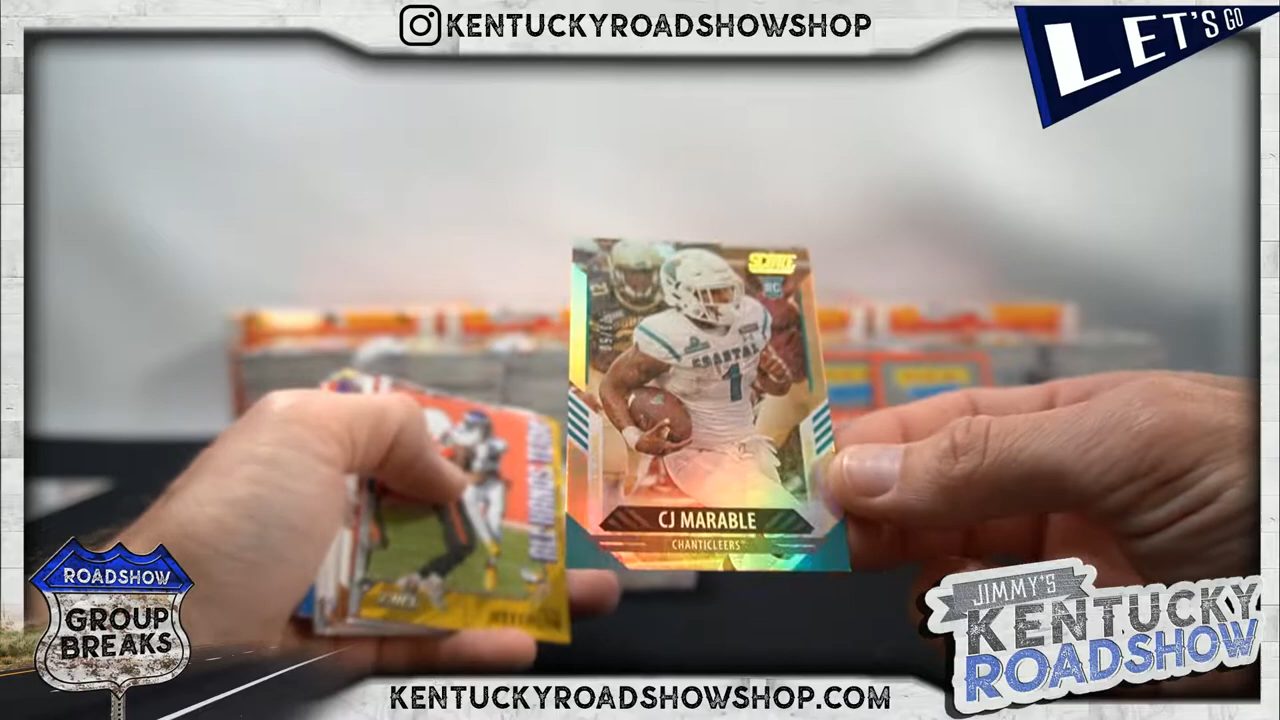 KENTUCKYROADSHOWSHOP
LET'S GO
SCORE
RC
COASTAL
1
CJ MARABLE
CHANTICLEERS
ROADSHOW
GROUP
BREAKS
JIMMY'S
KENTUCKY
ROADSHOW
KENTUCKYROADSHOWSHOP.COM